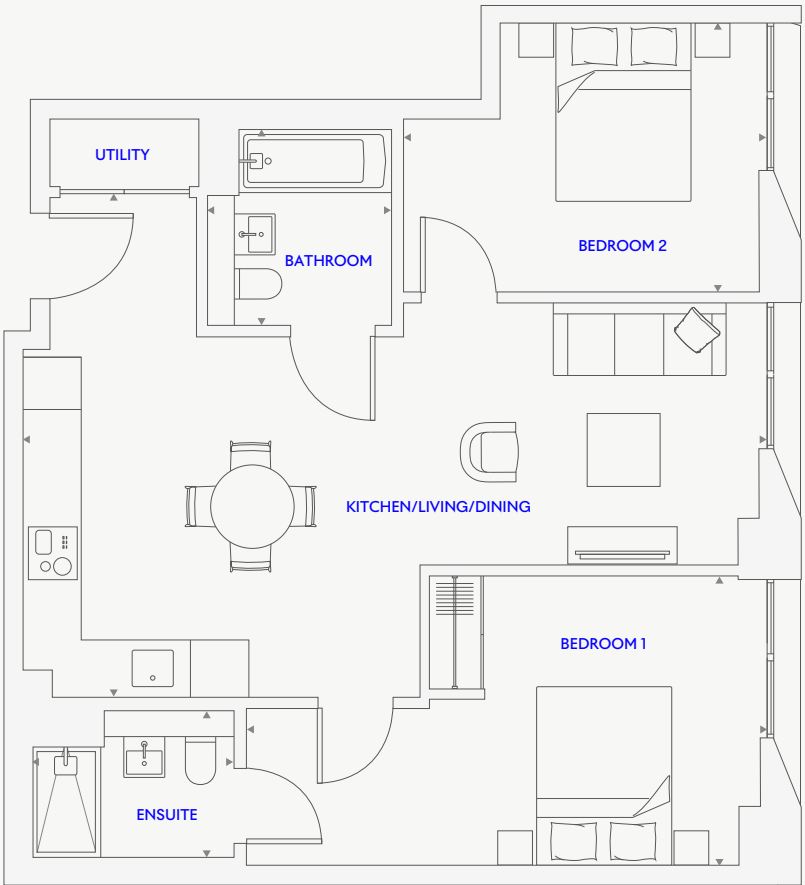 UTILITY
BATHROOM
BEDROOM 2
KITCHEN/LIVING/DINING
BEDROOM 1
ENSUITE